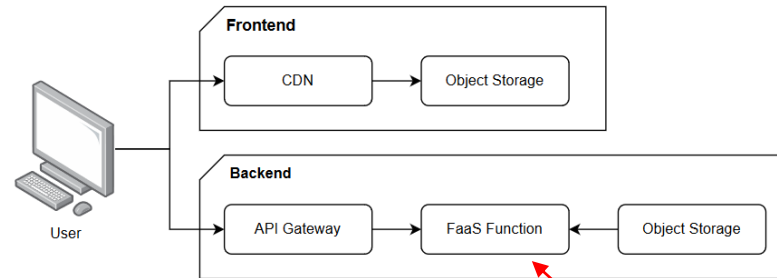 Frontend
CDN
Object Storage
User
Backend
API Gateway
FaaS Function
Object Storage